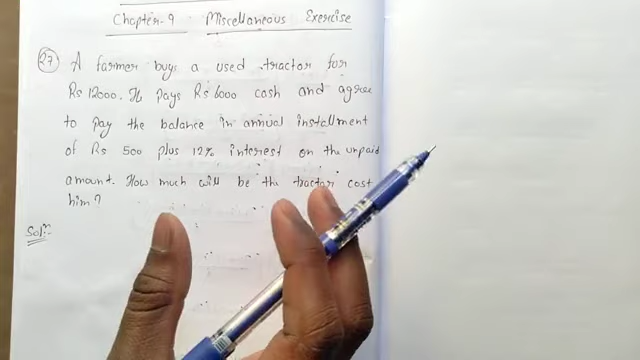 Chapter-9 Miscellaneous Exercise
27) A farmer buys a used tractor for
Rs 12000. He pays Rs 6000 cash and agree
to pay the balance in annual installment
of Rs 500 plus 12% interest on the unpaid
amount. How much will be the tractor cost
him?
Solⁿ:-